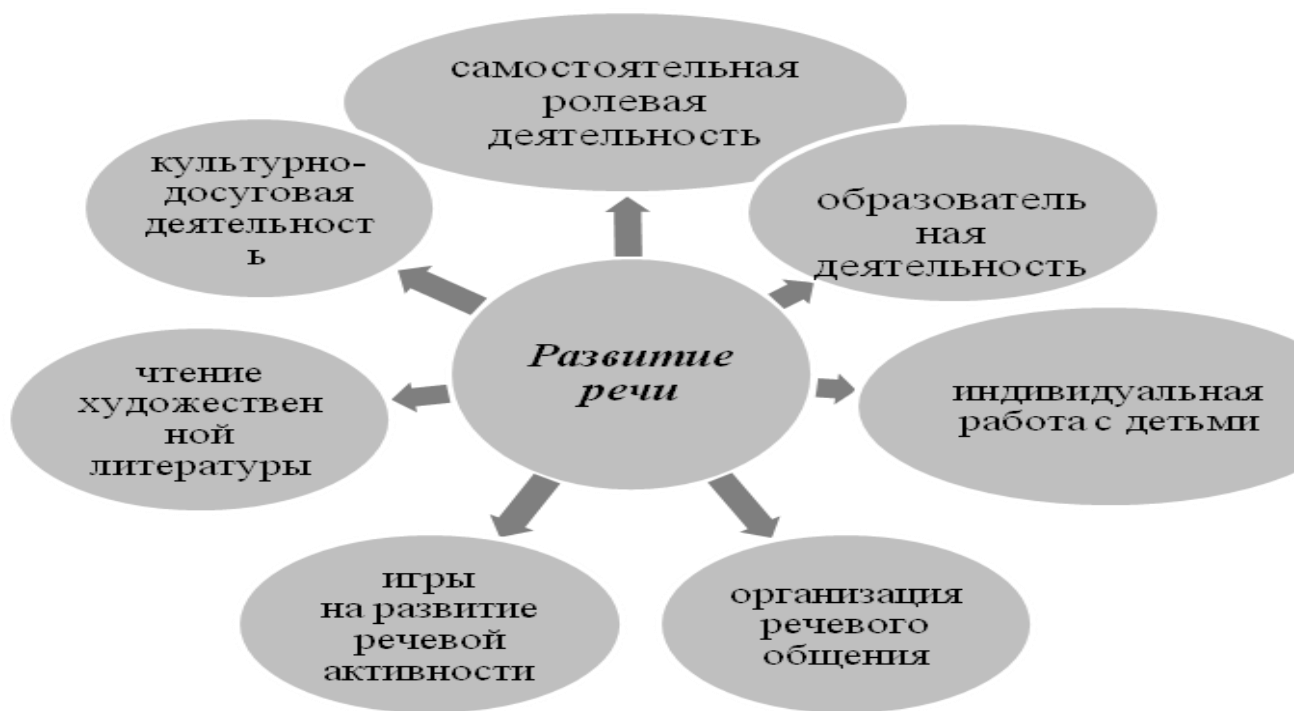 самостоятельная
ролевая
деятельность
культурно-
досуговая
деятельност
ь
образователь
ная
деятельность
Развитие
речи
чтение
художествен
ной
литературы
индивидуальная
работа с детьми
игры
на развитие
речевой
активности
организация
речевого
общения